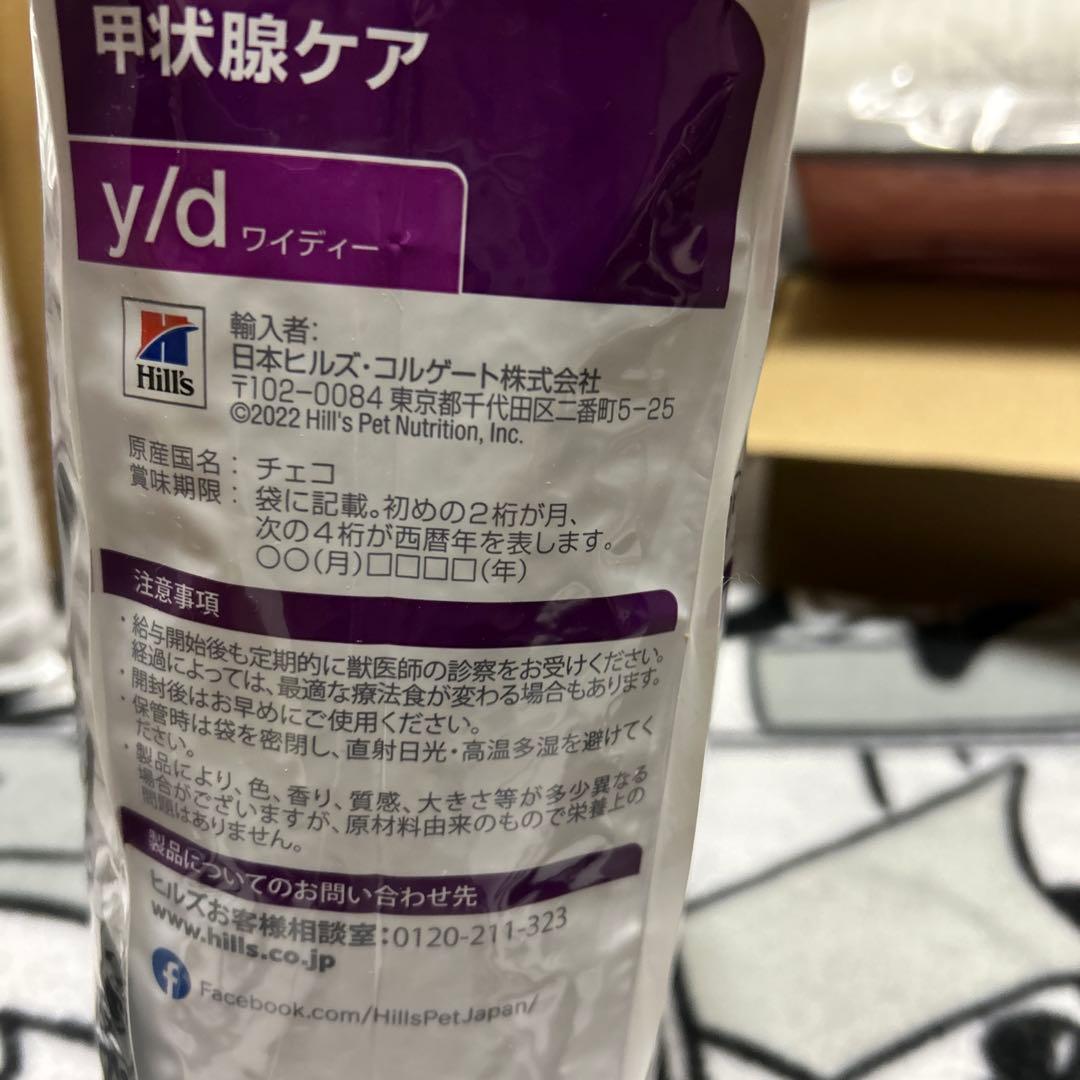 甲状腺ケア
y/d ワイディー
Hill's
輸入者:
日本ヒルズ・コルゲート株式会社
〒102-0084 東京都千代田区二番町5-25
©2022 Hill's Pet Nutrition, Inc.
原産国名： チェコ
賞味期限： 袋に記載。初めの2桁が月、
次の4桁が西暦年を表します。
○○(月)□□□□(年)
注意事項
・給与開始後も定期的に獣医師の診察をお受けください。
経過によっては、最適な療法食が変わる場合もあります。
・開封後はお早めにご使用ください。
・保管時は袋を密閉し、直射日光・高温多湿を避けてく
ださい。
・製品により、色、香り、質感、大きさ等が多少異なる
場合がございますが、原材料由来のもので栄養上の
問題はありません。
製品についてのお問い合わせ先
ヒルズお客様相談室：0120-211-323
www.hills.co.jp
f Facebook.com/HillsPetJapan/